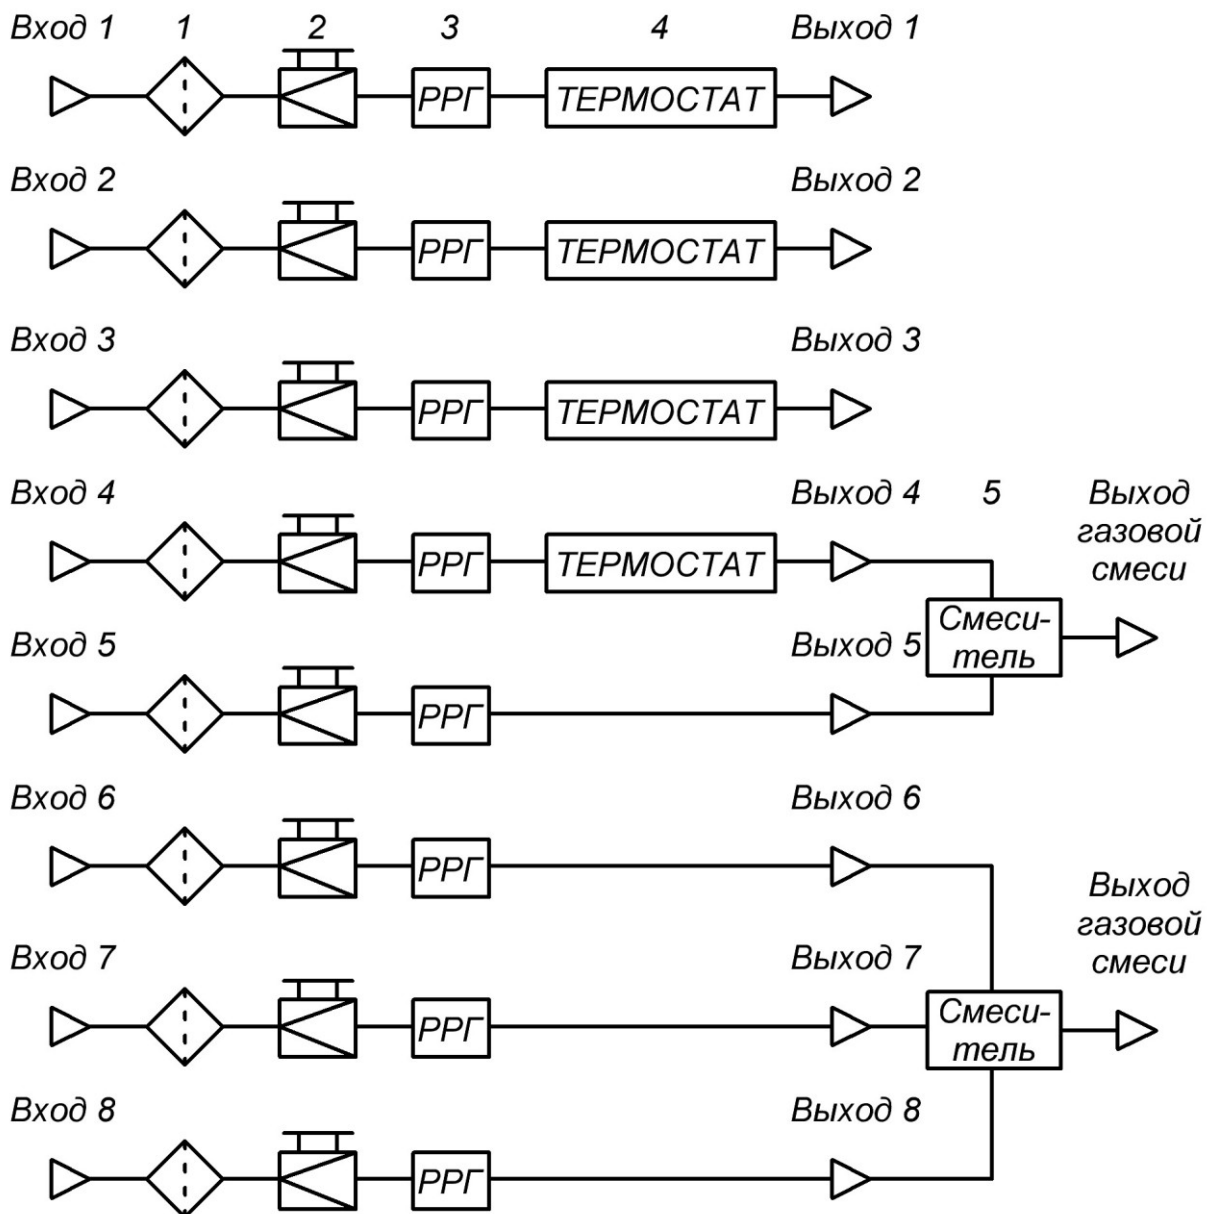 Вход 1 1 2 3 4 Выход 1
РРГ ТЕРМОСТАТ
Вход 2 Выход 2
РРГ ТЕРМОСТАТ
Вход 3 Выход 3
РРГ ТЕРМОСТАТ
Вход 4 Выход 4 5 Выход
газовой
смеси
РРГ ТЕРМОСТАТ
Смеси-
тель
Вход 5 Выход 5
РРГ
Вход 6 Выход 6
РРГ
Выход
газовой
смеси
Вход 7 Выход 7
РРГ
Смеси-
тель
Вход 8 Выход 8
РРГ